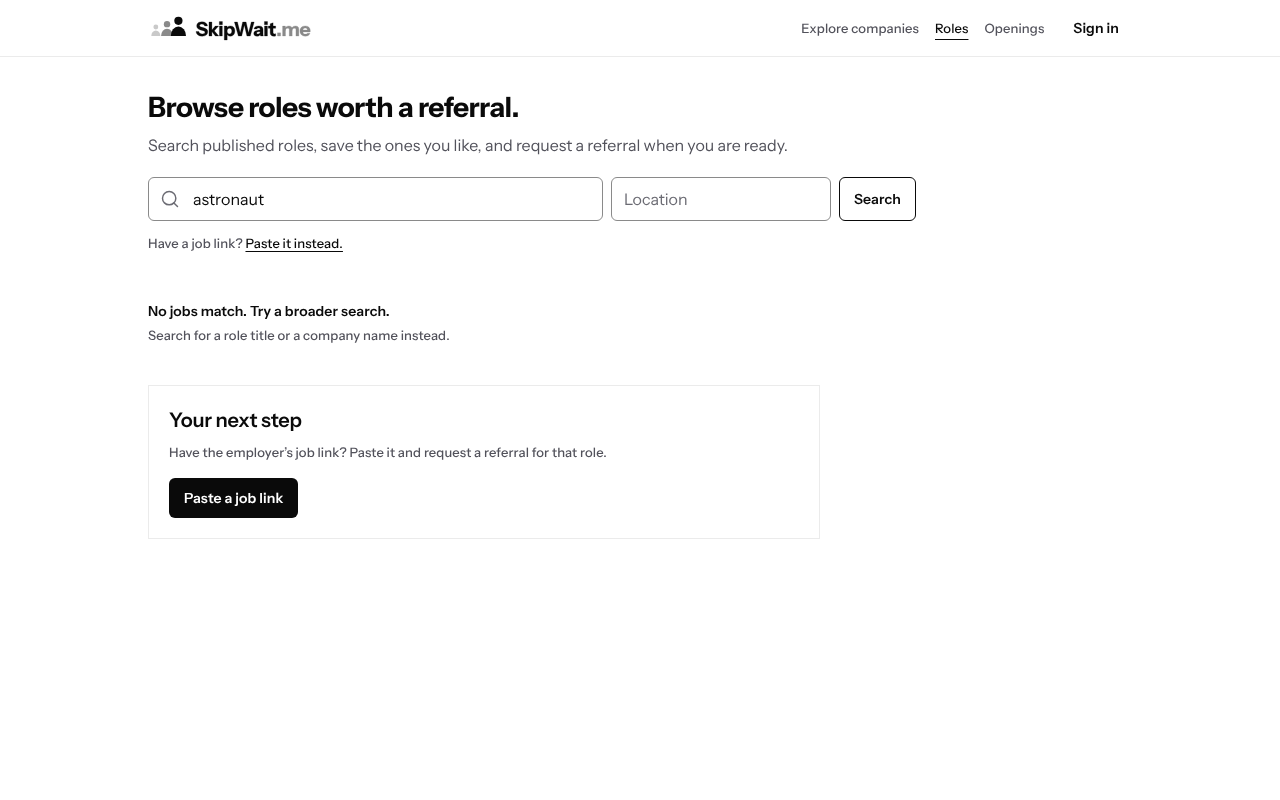 SkipWait.me
Explore companies
Roles
Openings
Sign in
Browse roles worth a referral.
Search published roles, save the ones you like, and request a referral when you are ready.
astronaut
Location
Search
Have a job link? Paste it instead.
No jobs match. Try a broader search.
Search for a role title or a company name instead.
Your next step
Have the employer’s job link? Paste it and request a referral for that role.
Paste a job link